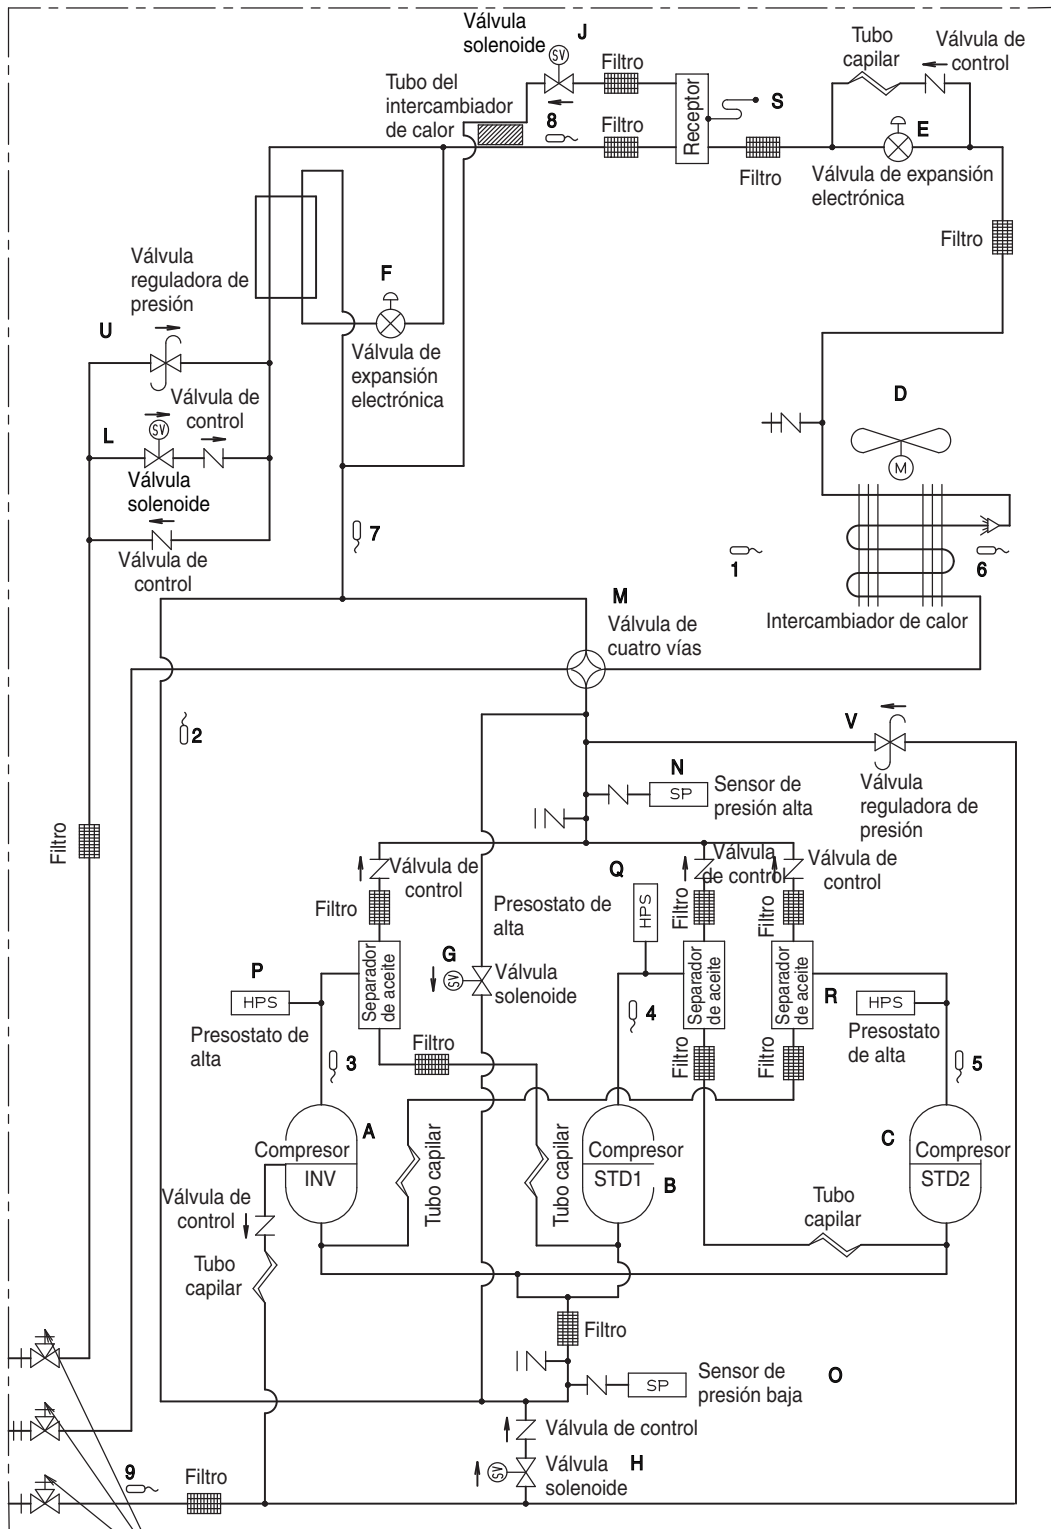 Válvula
solenoide
J
SV
Filtro
Tubo
capilar
Válvula de
control
Tubo del
intercambiador
de calor
8
Filtro
Receptor
S
Filtro
E
Válvula de expansión
electrónica
Filtro
Válvula
reguladora de
presión
U
F
Válvula de
expansión
electrónica
Válvula de
control
L
SV
Válvula
solenoide
Válvula de
control
7
D
M
1
6
Intercambiador de calor
M
Válvula de
cuatro vías
2
V
Válvula
reguladora de
presión
N
SP
Sensor de
presión alta
Filtro
Válvula de
control
Filtro
Q
HPS
Presostato de
alta
Válvula
de control
Filtro
Válvula de
control
Filtro
G
SV
Válvula
solenoide
P
HPS
Presostato de
alta
Separador
de aceite
Separador
de aceite
Separador
de aceite
R
HPS
Presostato
de alta
4
3
Filtro
Filtro
Filtro
5
A
Compresor
INV
Tubo capilar
Tubo capilar
Compresor
STD1
B
C
Compresor
STD2
Válvula de
control
Tubo
capilar
Tubo
capilar
Filtro
SP
Sensor de
presión baja
O
Válvula de control
SV
Válvula
solenoide
H
9
Filtro